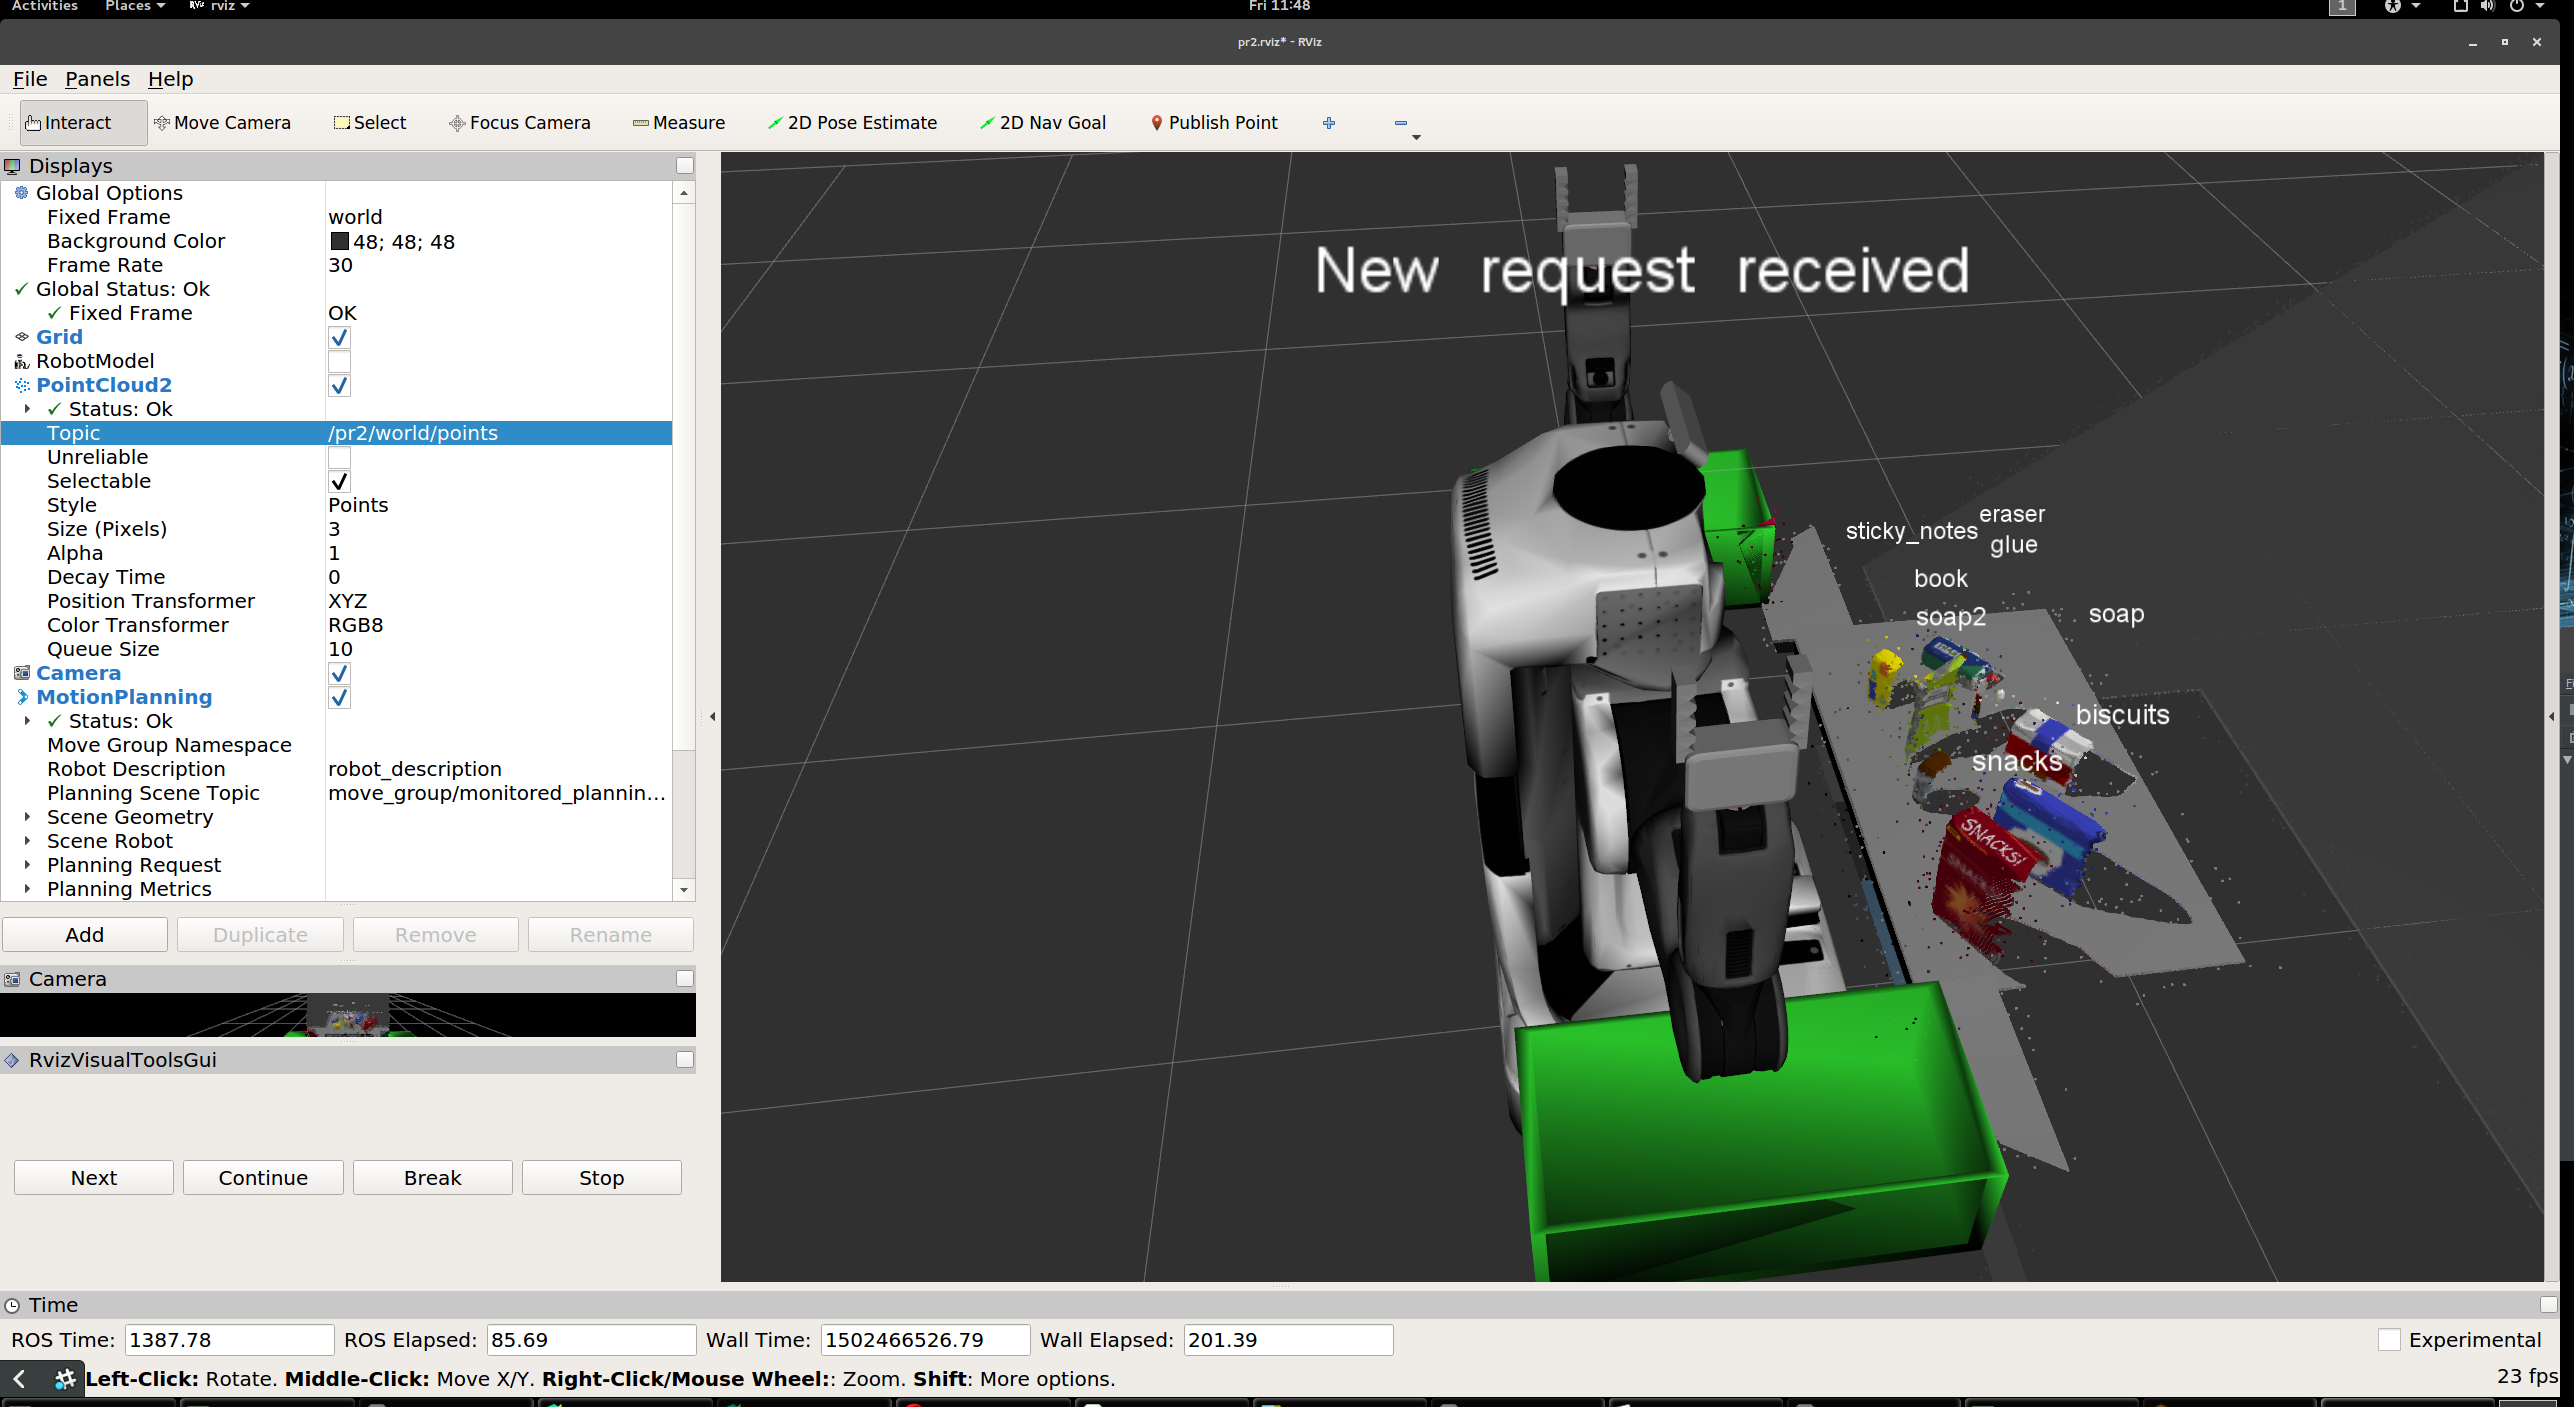 Activities Places rviz Fri 11:48 1
pr2.rviz* - RViz
File Panels Help
Interact Move Camera Select Focus Camera Measure 2D Pose Estimate 2D Nav Goal Publish Point
Displays
Global Options
Fixed Frame world
Background Color 48; 48; 48
Frame Rate 30
Global Status: Ok
Fixed Frame OK
Grid
RobotModel
PointCloud2
Status: Ok
Topic /pr2/world/points
Unreliable
Selectable
Style Points
Size (Pixels) 3
Alpha 1
Decay Time 0
Position Transformer XYZ
Color Transformer RGB8
Queue Size 10
Camera
MotionPlanning
Status: Ok
Move Group Namespace
Robot Description robot_description
Planning Scene Topic move_group/monitored_plannin...
Scene Geometry
Scene Robot
Planning Request
Planning Metrics
Add Duplicate Remove Rename
Camera
RvizVisualToolsGui
Next Continue Break Stop
New request received
eraser
sticky_notes
glue
book
soap2 soap
biscuits
snacks
SNACKS!
Time
ROS Time: 1387.78 ROS Elapsed: 85.69 Wall Time: 1502466526.79 Wall Elapsed: 201.39 Experimental
Left-Click: Rotate. Middle-Click: Move X/Y. Right-Click/Mouse Wheel:: Zoom. Shift: More options. 23 fps